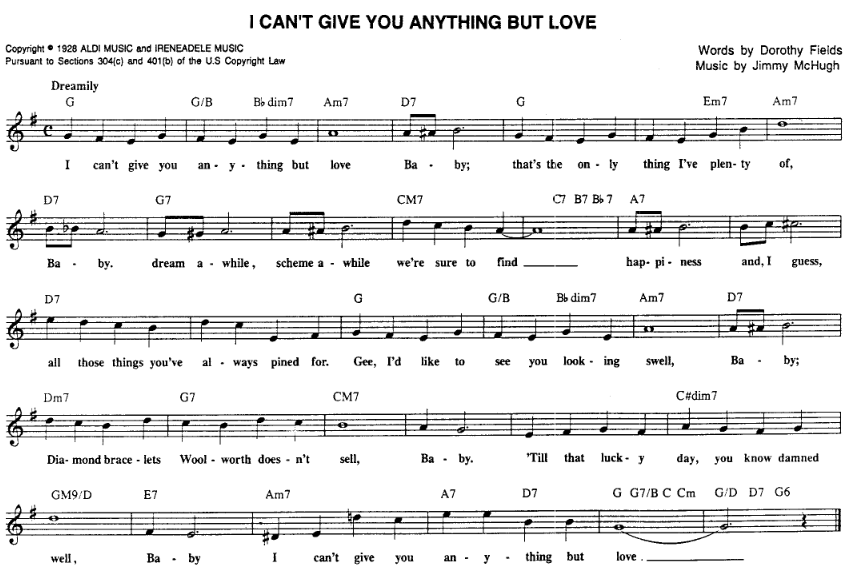 I CAN'T GIVE YOU ANYTHING BUT LOVE
Copyright © 1928 ALDI MUSIC and IRENEADELE MUSIC
Pursuant to Sections 304(c) and 401(b) of the U.S Copyright Law
Words by Dorothy Fields
Music by Jimmy McHugh
Dreamily
G G/B B♭ dim7 Am7 D7 G Em7 Am7
I can't give you an - y - thing but love Ba - by; that's the on - ly thing I've plen - ty of,
D7 G7 CM7 C7 B7 B♭ 7 A7
Ba - by. dream a - while, scheme a - while we're sure to find ______ hap - pi - ness and, I guess,
D7 G G/B B♭ dim7 Am7 D7
all those things you've al - ways pined for. Gee, I'd like to see you look - ing swell, Ba - by;
Dm7 G7 CM7 C#dim7
Dia - mond brace - lets Wool - worth does - n't sell, Ba - by. 'Till that luck - y day, you know damned
GM9/D E7 Am7 A7 D7 G G7/B C Cm G/D D7 G6
well, Ba - by I can't give you an - y - thing but love . ______